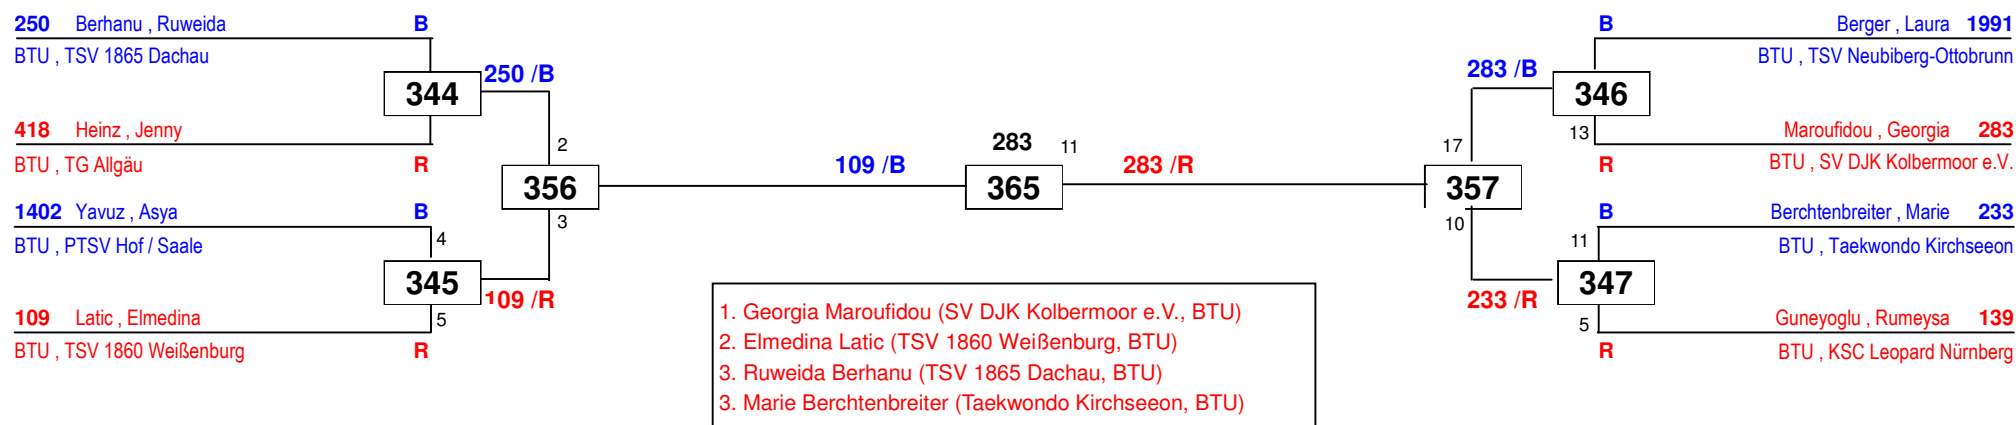 250 Berhanu , Ruweida B
BTU , TSV 1865 Dachau
344
250 /B
418 Heinz , Jenny
BTU , TG Allgäu R
2
356
3
1402 Yavuz , Asya B
BTU , PTSV Hof / Saale
4
345
109 /R
109 Latic , Elmedina
5
BTU , TSV 1860 Weißenburg R
109 /B
283
11
365
283 /R
B Berger , Laura 1991
BTU , TSV Neubiberg-Ottobrunn
283 /B
346
13
Maroufidou , Georgia 283
R BTU , SV DJK Kolbermoor e.V.
17
357
10
B Berchtenbreiter , Marie 233
11
BTU , Taekwondo Kirchseeon
347
233 /R
5
Guneyoglu , Rumeysa 139
R BTU , KSC Leopard Nürnberg
1. Georgia Maroufidou (SV DJK Kolbermoor e.V., BTU)
2. Elmedina Latic (TSV 1860 Weißenburg, BTU)
3. Ruweida Berhanu (TSV 1865 Dachau, BTU)
3. Marie Berchtenbreiter (Taekwondo Kirchseeon, BTU)